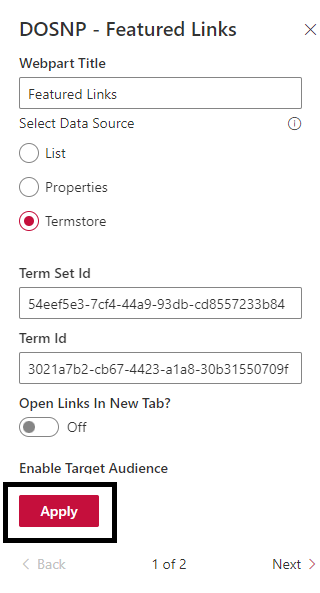 DOSNP - Featured Links
Webpart Title
Featured Links
Select Data Source
List
Properties
Termstore
Term Set Id
54eef5e3-7cf4-44a9-93db-cd8557233b84
Term Id
3021a7b2-cb67-4423-a1a8-30b31550709f
Open Links In New Tab?
Off
Enable Target Audience
Apply
Back 1 of 2 Next